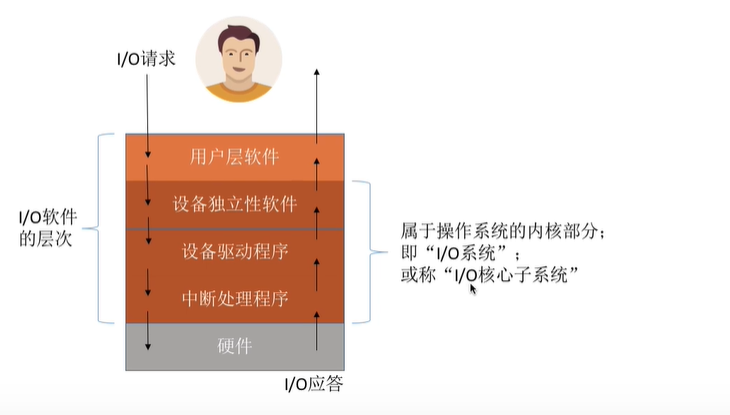 I/O请求
用户层软件
设备独立性软件
设备驱动程序
中断处理程序
硬件
I/O应答
I/O软件
的层次
属于操作系统的内核部分；
即“I/O系统”；
或称“I/O核心子系统”